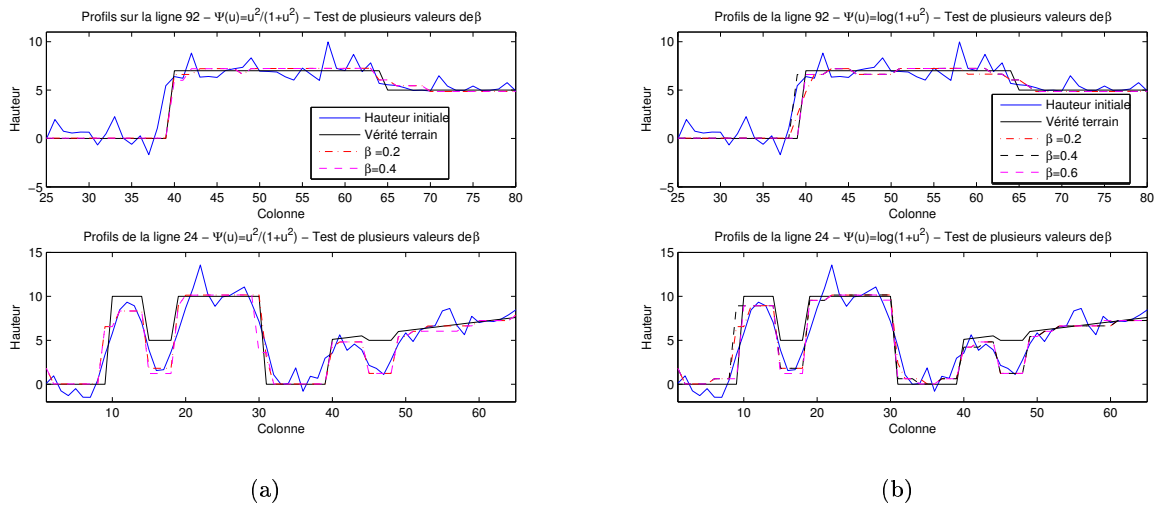 Profils sur la ligne 92 − Ψ(u)=u²/(1+u²) − Test de plusieurs valeurs deβ
Hauteur
10
5
0
−5
25 30 35 40 45 50 55 60 65 70 75 80
Colonne
Hauteur initiale
Vérité terrain
β =0.2
β=0.4
Profils de la ligne 24 − Ψ(u)=u²/(1+u²) − Test de plusieurs valeurs deβ
Hauteur
15
10
5
0
10 20 30 40 50 60
Colonne
(a)
Profils de la ligne 92 − Ψ(u)=log(1+u²) − Test de plusieurs valeurs deβ
Hauteur
10
5
0
−5
25 30 35 40 45 50 55 60 65 70 75 80
Colonne
Hauteur initiale
Vérité terrain
β =0.2
β=0.4
β=0.6
Profils de la ligne 24 − Ψ(u)=log(1+u²) − Test de plusieurs valeurs deβ
Hauteur
15
10
5
0
10 20 30 40 50 60
Colonne
(b)